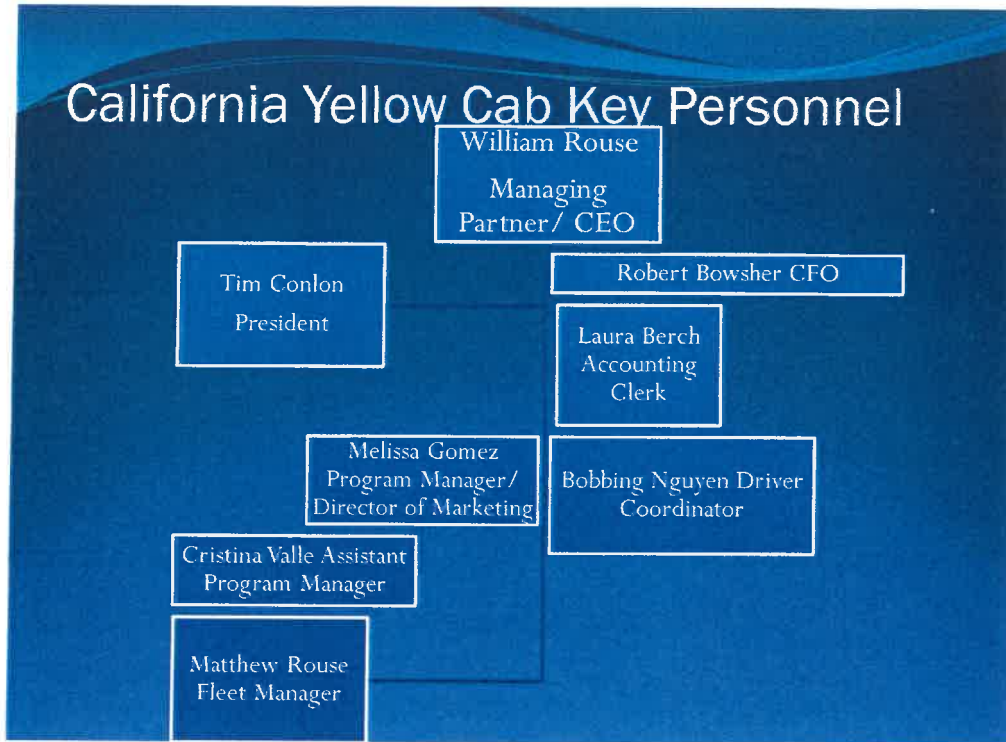 California Yellow Cab Key Personnel
William Rouse
Managing
Partner/ CEO
Tim Conlon
President
Robert Bowsher CFO
Laura Berch
Accounting
Clerk
Melissa Gomez
Program Manager/
Director of Marketing
Bobbing Nguyen Driver
Coordinator
Cristina Valle Assistant
Program Manager
Matthew Rouse
Fleet Manager